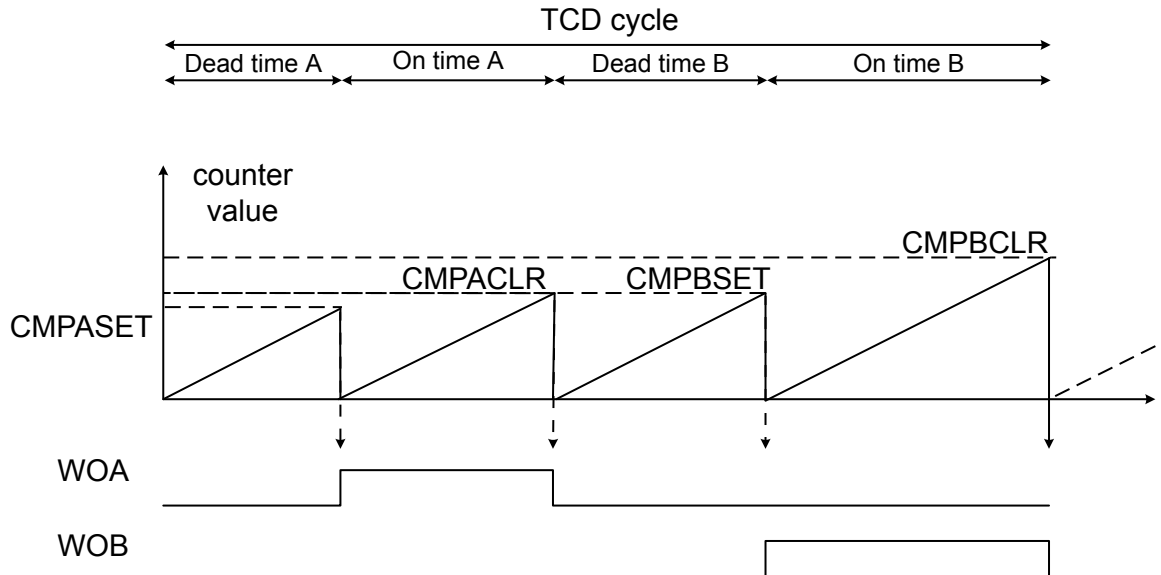 TCD cycle
Dead time A
On time A
Dead time B
On time B
counter
value
CMPBCLR
CMPACLR
CMPBSET
CMPASET
WOA
WOB